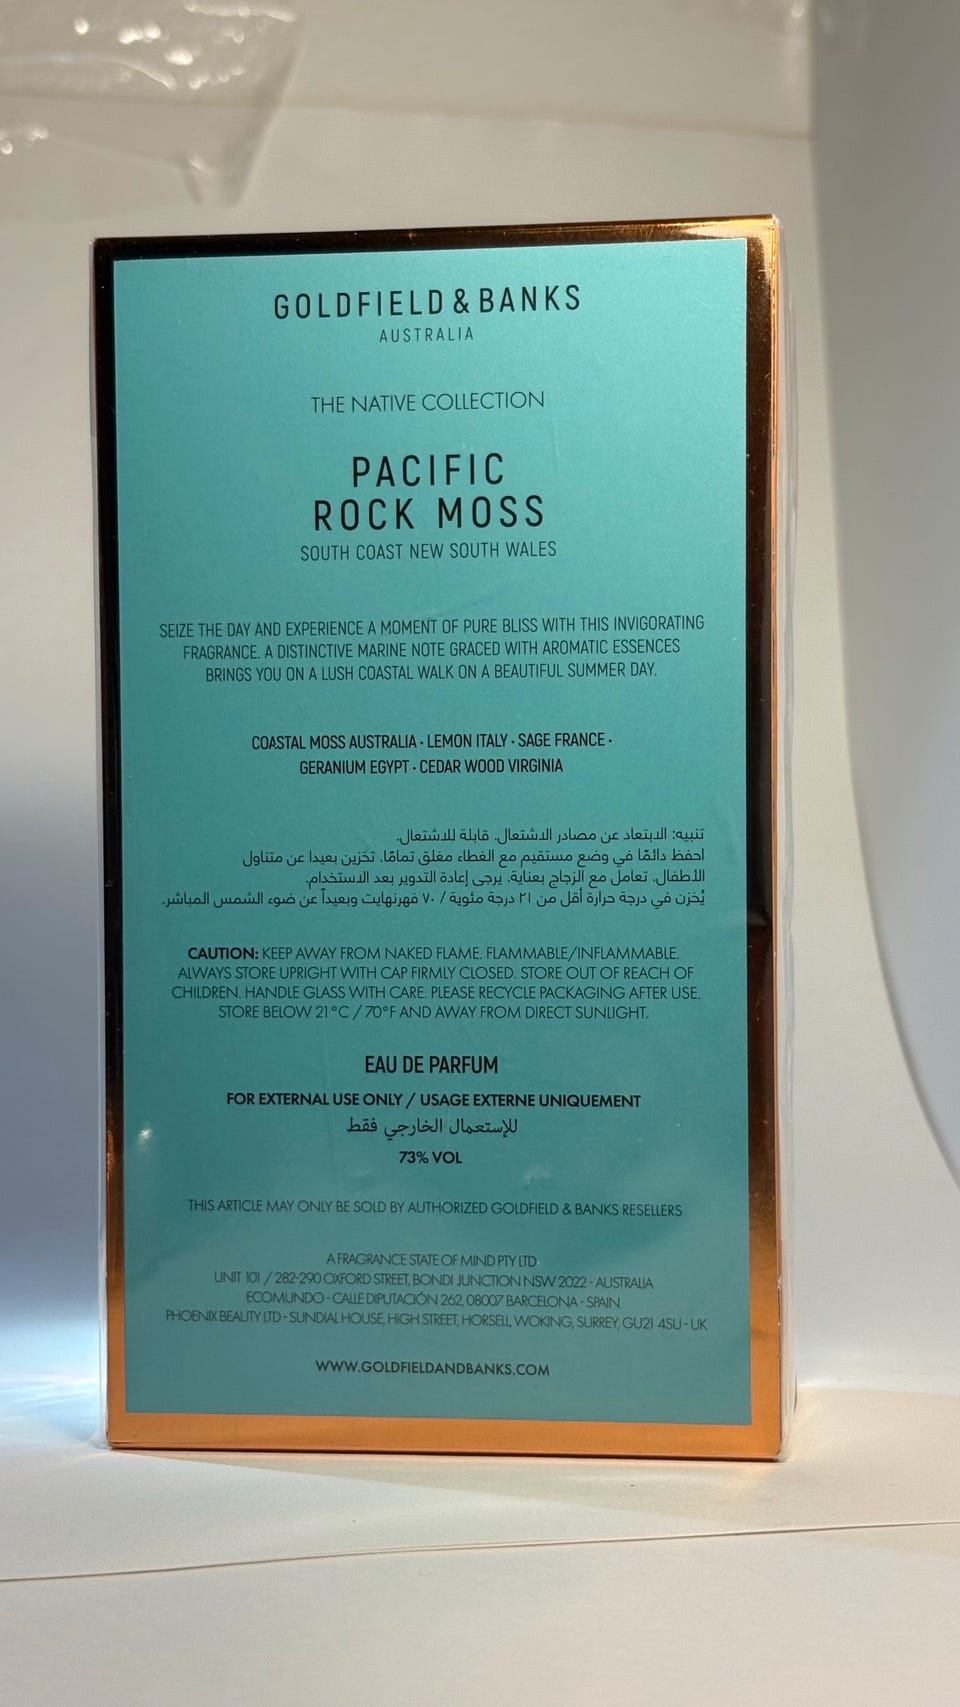 GOLDFIELD & BANKS
AUSTRALIA
THE NATIVE COLLECTION
PACIFIC
ROCK MOSS
SOUTH COAST NEW SOUTH WALES
SEIZE THE DAY AND EXPERIENCE A MOMENT OF PURE BLISS WITH THIS INVIGORATING
FRAGRANCE. A DISTINCTIVE MARINE NOTE GRACED WITH AROMATIC ESSENCES
BRINGS YOU ON A LUSH COASTAL WALK ON A BEAUTIFUL SUMMER DAY.
COASTAL MOSS AUSTRALIA · LEMON ITALY · SAGE FRANCE ·
GERANIUM EGYPT · CEDAR WOOD VIRGINIA
تنبيه: الابتعاد عن مصادر الاشتعال. قابلة للاشتعال.
احفظ دائمًا في وضع مستقيم مع الغطاء مغلق تمامًا. تخزين بعيدا عن متناول
الأطفال. تعامل مع الزجاج بعناية. يرجى إعادة التدوير بعد الاستخدام.
يُخزن في درجة حرارة أقل من ٢١ درجة مئوية / ٧٠ فهرنهايت وبعيداً عن ضوء الشمس المباشر.
CAUTION: KEEP AWAY FROM NAKED FLAME. FLAMMABLE/INFLAMMABLE.
ALWAYS STORE UPRIGHT WITH CAP FIRMLY CLOSED. STORE OUT OF REACH OF
CHILDREN. HANDLE GLASS WITH CARE. PLEASE RECYCLE PACKAGING AFTER USE.
STORE BELOW 21°C / 70°F AND AWAY FROM DIRECT SUNLIGHT.
EAU DE PARFUM
FOR EXTERNAL USE ONLY / USAGE EXTERNE UNIQUEMENT
للإستعمال الخارجي فقط
73% VOL
THIS ARTICLE MAY ONLY BE SOLD BY AUTHORIZED GOLDFIELD & BANKS RESELLERS
A FRAGRANCE STATE OF MIND PTY LTD
UNIT 101 / 282-290 OXFORD STREET, BONDI JUNCTION NSW 2022 - AUSTRALIA
ECOMUNDO - CALLE DIPUTACIÓN 262, 08007 BARCELONA - SPAIN
PHOENIX BEAUTY LTD - SUNDIAL HOUSE, HIGH STREET, HORSELL, WOKING, SURREY, GU21 4SU - UK
WWW.GOLDFIELDANDBANKS.COM